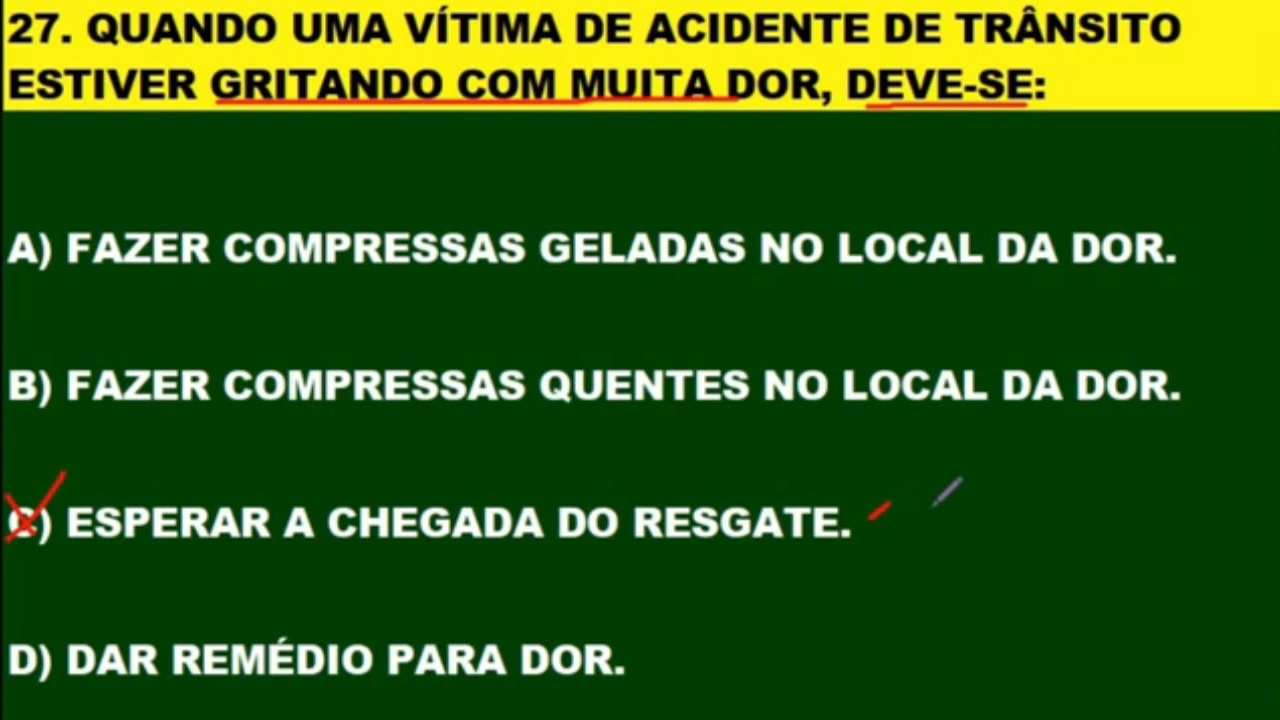 27. QUANDO UMA VÍTIMA DE ACIDENTE DE TRÂNSITO
ESTIVER GRITANDO COM MUITA DOR, DEVE-SE:
A) FAZER COMPRESSAS GELADAS NO LOCAL DA DOR.
B) FAZER COMPRESSAS QUENTES NO LOCAL DA DOR.
C) ESPERAR A CHEGADA DO RESGATE.
D) DAR REMÉDIO PARA DOR.